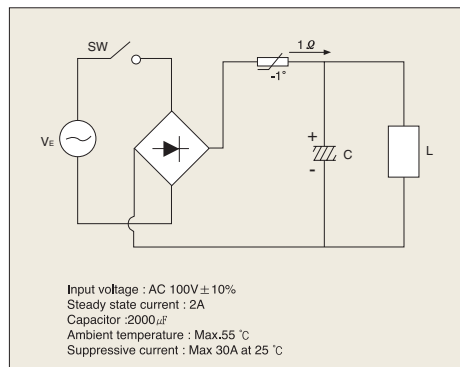 SW
1Ω
-1°
VE
+
C
-
L
Input voltage : AC 100V±10%
Steady state current : 2A
Capacitor :2000㎌
Ambient temperature : Max.55 ℃
Suppressive current : Max 30A at 25 ℃